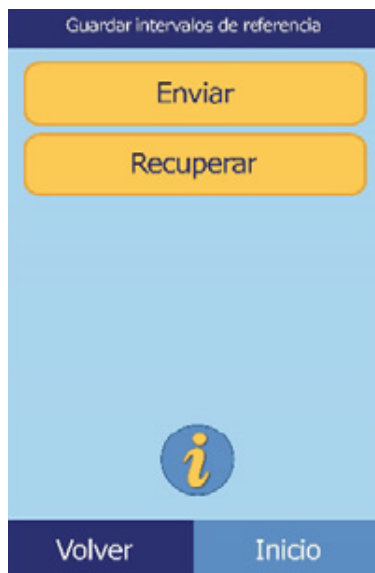 Guardar intervalos de referencia
Enviar
Recuperar
i
Volver
Inicio